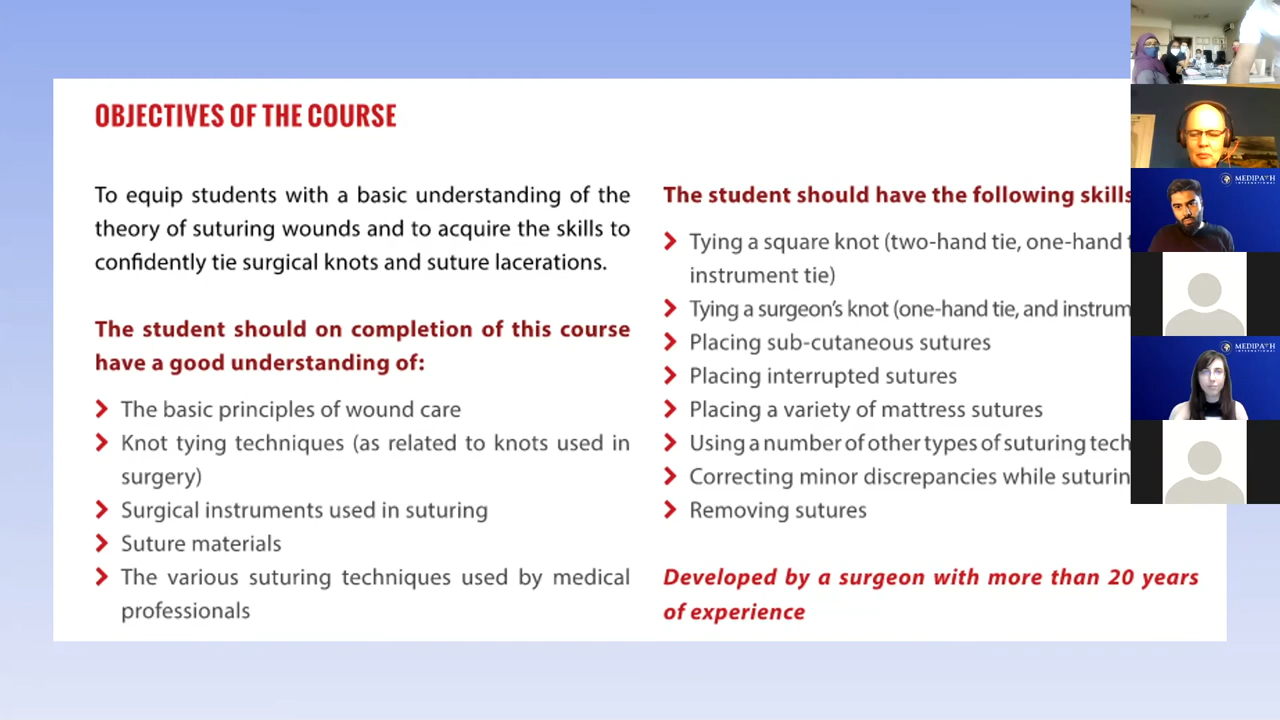 OBJECTIVES OF THE COURSE
To equip students with a basic understanding of the
theory of suturing wounds and to acquire the skills to
confidently tie surgical knots and suture lacerations.
The student should on completion of this course
have a good understanding of:
The basic principles of wound care
Knot tying techniques (as related to knots used in
surgery)
Surgical instruments used in suturing
Suture materials
The various suturing techniques used by medical
professionals
The student should have the following skills
Tying a square knot (two-hand tie, one-hand
instrument tie)
Tying a surgeon's knot (one-hand tie, and instrum
Placing sub-cutaneous sutures
Placing interrupted sutures
Placing a variety of mattress sutures
Using a number of other types of suturing tech
Correcting minor discrepancies while suturin
Removing sutures
Developed by a surgeon with more than 20 years
of experience
MEDIPATH
INTERNATIONAL
MEDIPATH
INTERNATIONAL